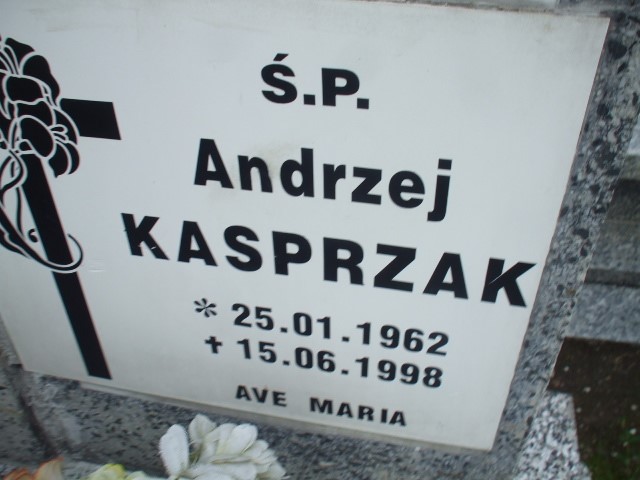 Ś.P.
Andrzej
KASPRZAK
* 25.01.1962
✝ 15.06.1998
AVE MARIA